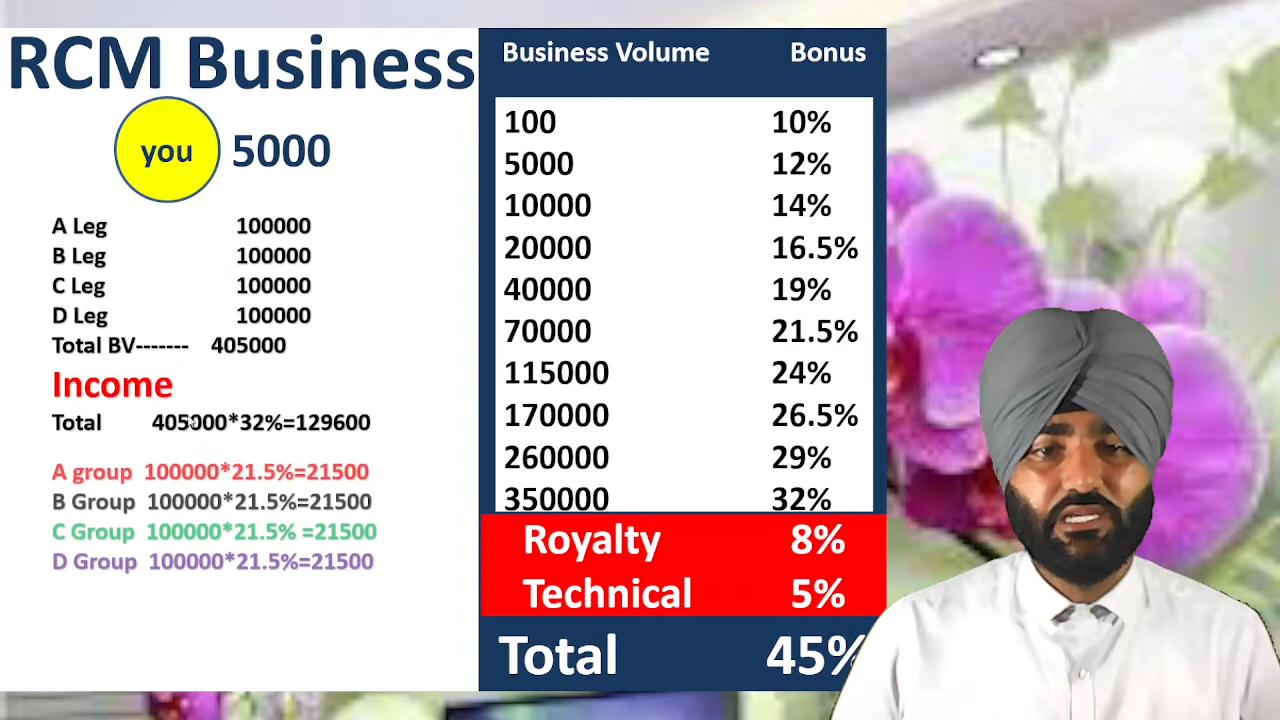 RCM Business
you 5000
A Leg 100000
B Leg 100000
C Leg 100000
D Leg 100000
Total BV------- 405000
Income
Total 405000*32%=129600
A group 100000*21.5%=21500
B Group 100000*21.5%=21500
C Group 100000*21.5% =21500
D Group 100000*21.5%=21500
Business Volume Bonus
100 10%
5000 12%
10000 14%
20000 16.5%
40000 19%
70000 21.5%
115000 24%
170000 26.5%
260000 29%
350000 32%
Royalty 8%
Technical 5%
Total 45%